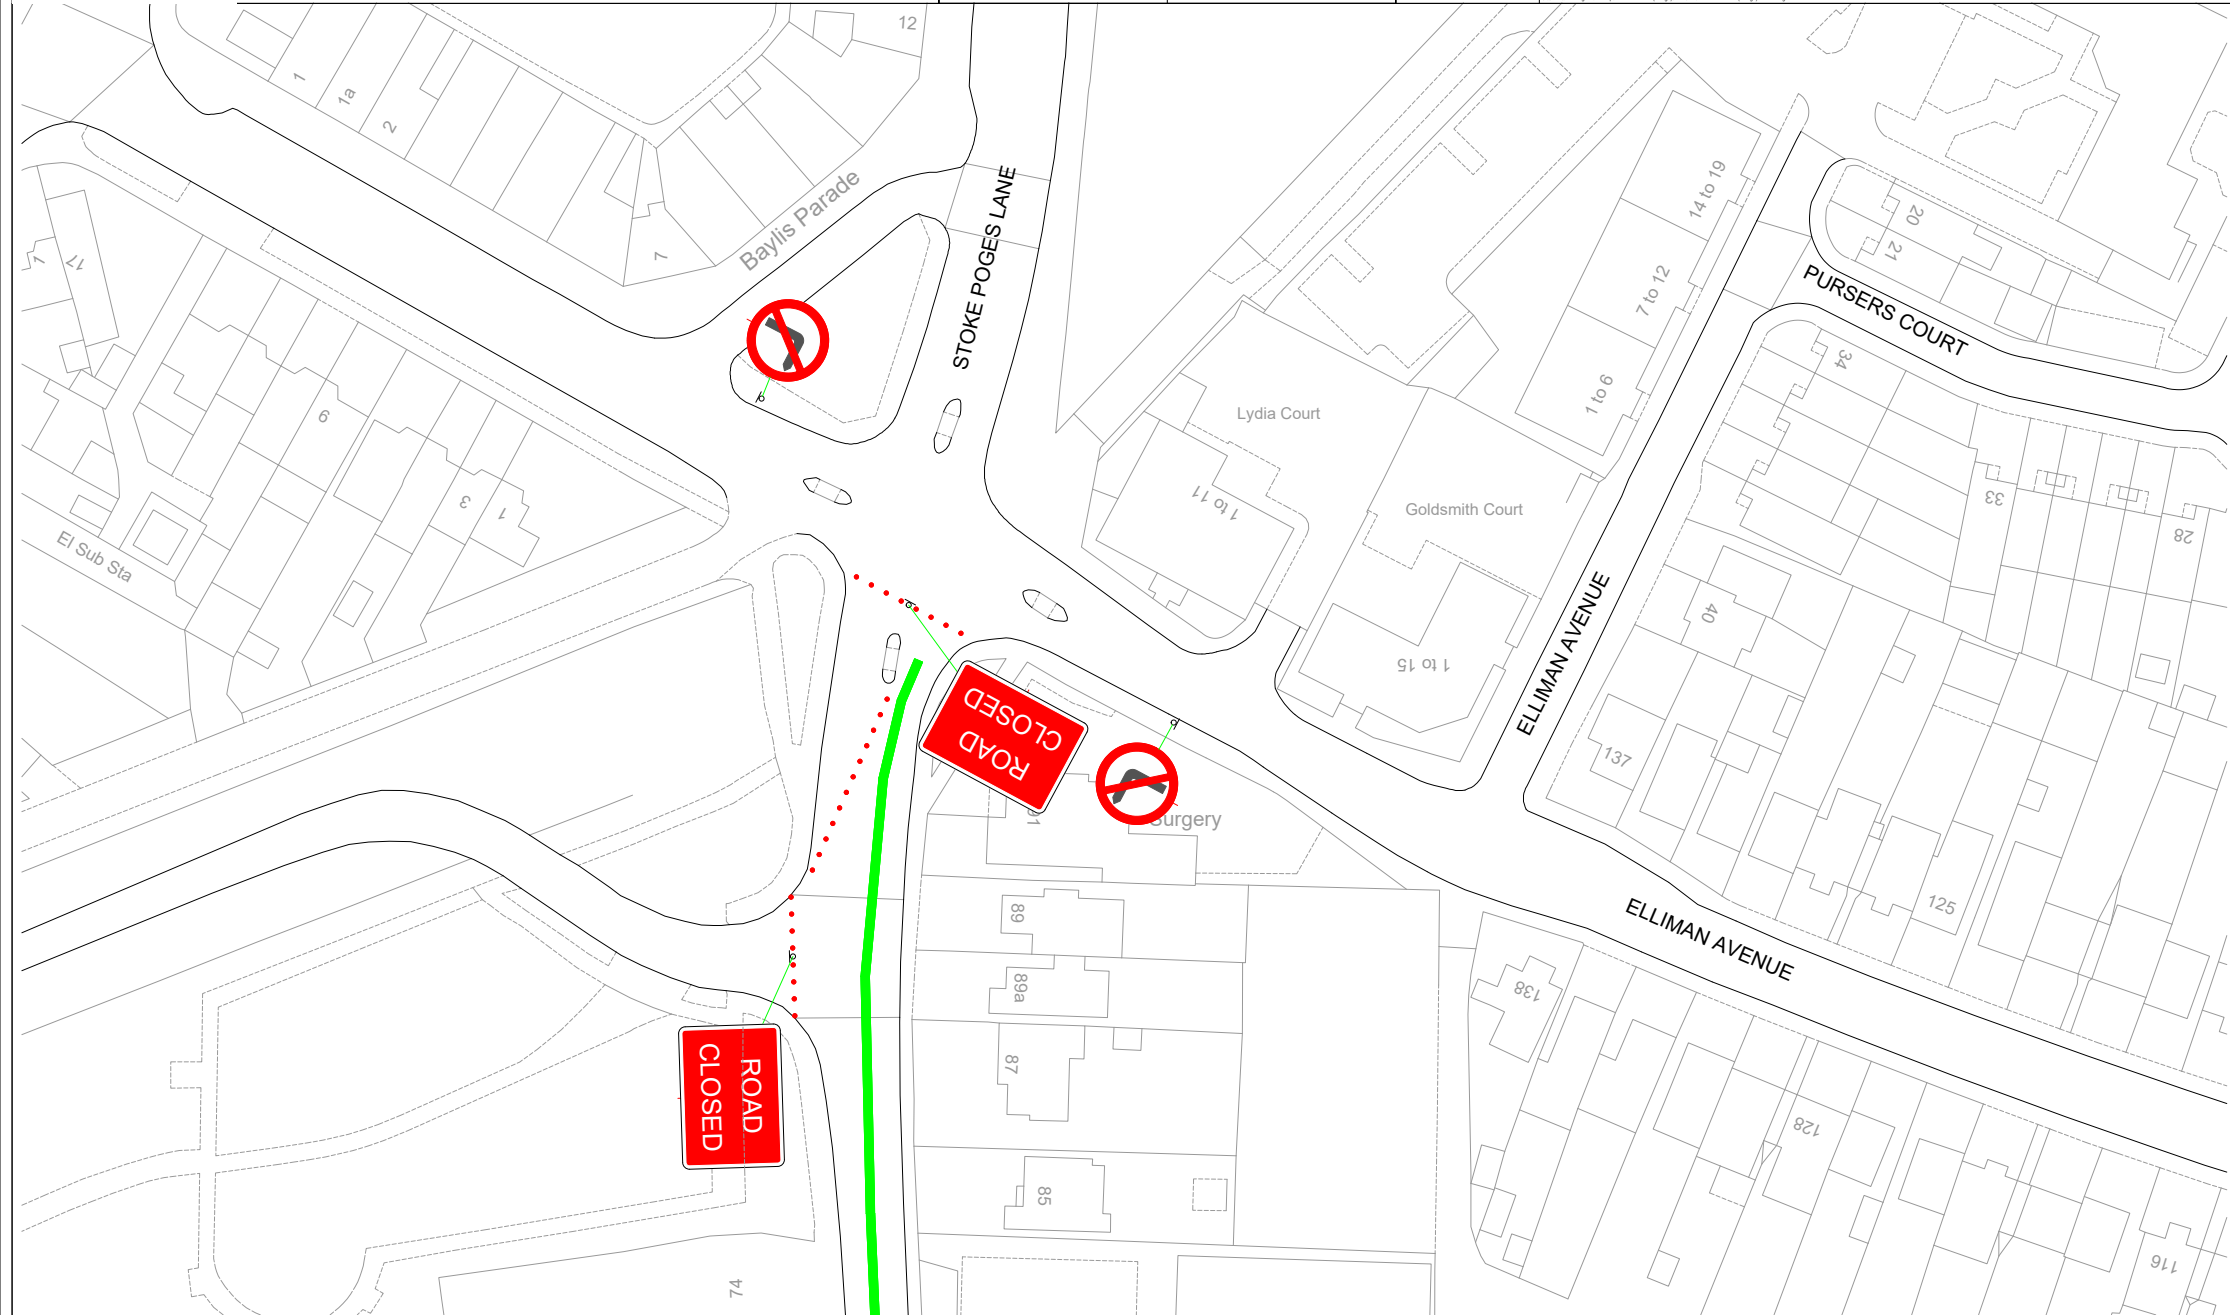 12
1
1a
2
Baylis Parade
7
STOKE POGES LANE
17
1
14 to 19
7 to 12
1 to 6
20
21
PURSERS COURT
34
33
28
Lydia Court
1 to 11
Goldsmith Court
1 to 15
9
3
1
El Sub Sta
ELLIMAN AVENUE
40
137
125
ROAD
CLOSED
91
Surgery
89
89a
87
85
ELLIMAN AVENUE
138
128
116
ROAD
CLOSED
74